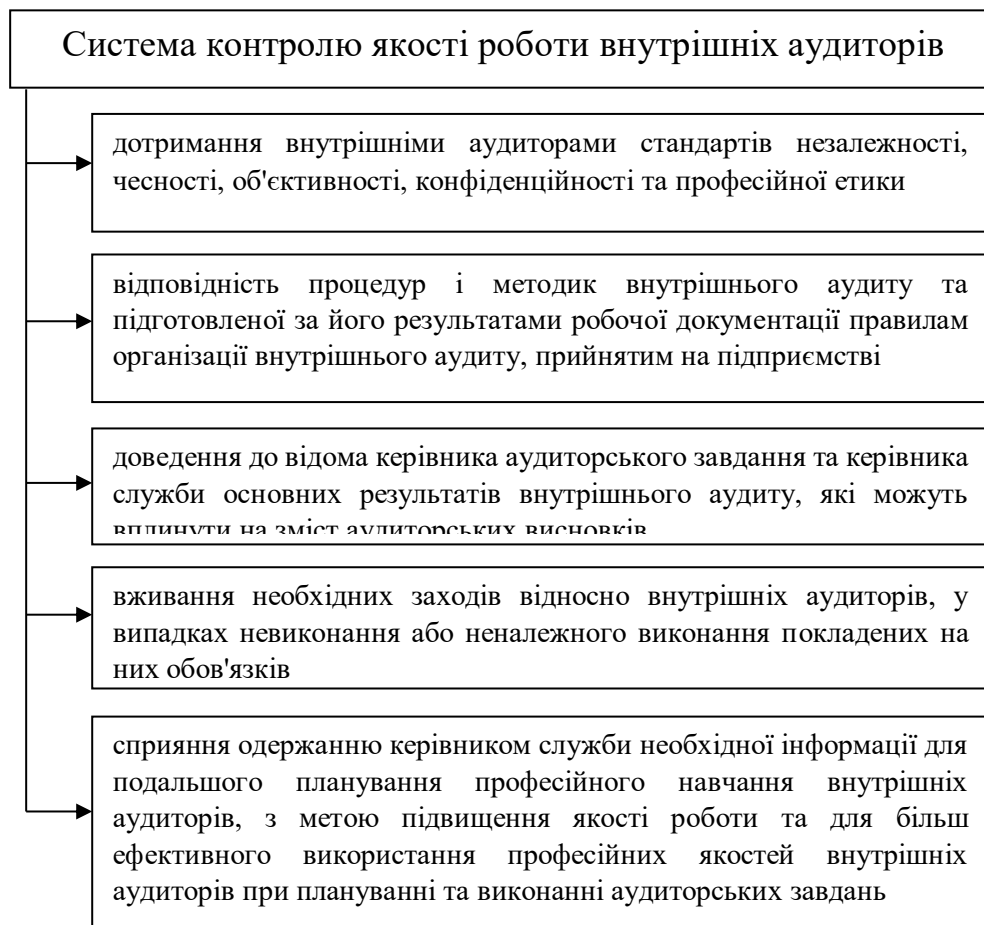 Система контролю якості роботи внутрішніх аудиторів
дотримання внутрішніми аудиторами стандартів незалежності,
чесності, об'єктивності, конфіденційності та професійної етики
відповідність процедур і методик внутрішнього аудиту та
підготовленої за його результатами робочої документації правилам
організації внутрішнього аудиту, прийнятим на підприємстві
доведення до відома керівника аудиторського завдання та керівника
служби основних результатів внутрішнього аудиту, які можуть
вплинути на зміст аудиторських висновків
вживання необхідних заходів відносно внутрішніх аудиторів, у
випадках невиконання або неналежного виконання покладених на
них обов'язків
сприяння одержанню керівником служби необхідної інформації для
подальшого планування професійного навчання внутрішніх
аудиторів, з метою підвищення якості роботи та для більш
ефективного використання професійних якостей внутрішніх
аудиторів при плануванні та виконанні аудиторських завдань